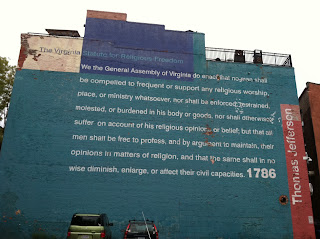 The Virginia Statute for Religious Freedom
We the General Assembly of Virginia do enact that no man shall
be compelled to frequent or support any religious worship,
place, or ministry whatsoever, nor shall be enforced, restrained,
molested, or burdened in his body or goods, nor shall otherwise
suffer on account of his religious opinions or belief; but that all
men shall be free to profess, and by argument to maintain, their
opinions in matters of religion, and that the same shall in no
wise diminish, enlarge, or affect their civil capacities. 1786
Thomas Jefferson